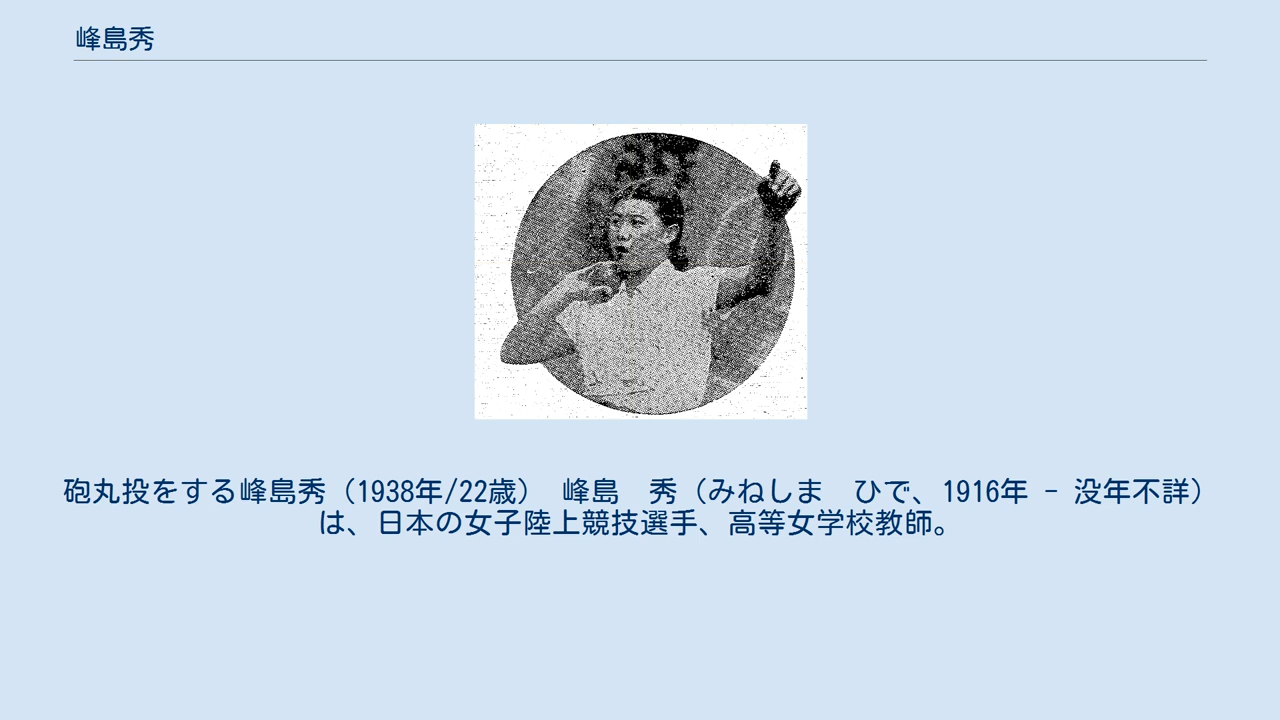 峰島秀
砲丸投をする峰島秀（1938年/22歳）　峰島　秀（みねしま　ひで、1916年 - 没年不詳）
は、日本の女子陸上競技選手、高等女学校教師。